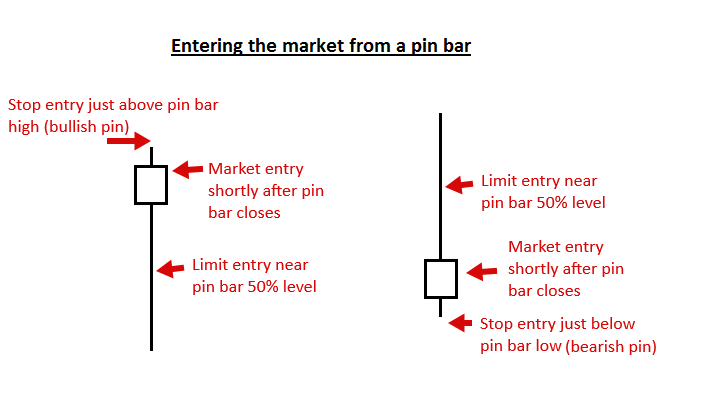 Entering the market from a pin bar
Stop entry just above pin bar
high (bullish pin)
Market entry
shortly after pin
bar closes
Limit entry near
pin bar 50% level
Limit entry near
pin bar 50% level
Market entry
shortly after pin
bar closes
Stop entry just below
pin bar low (bearish pin)